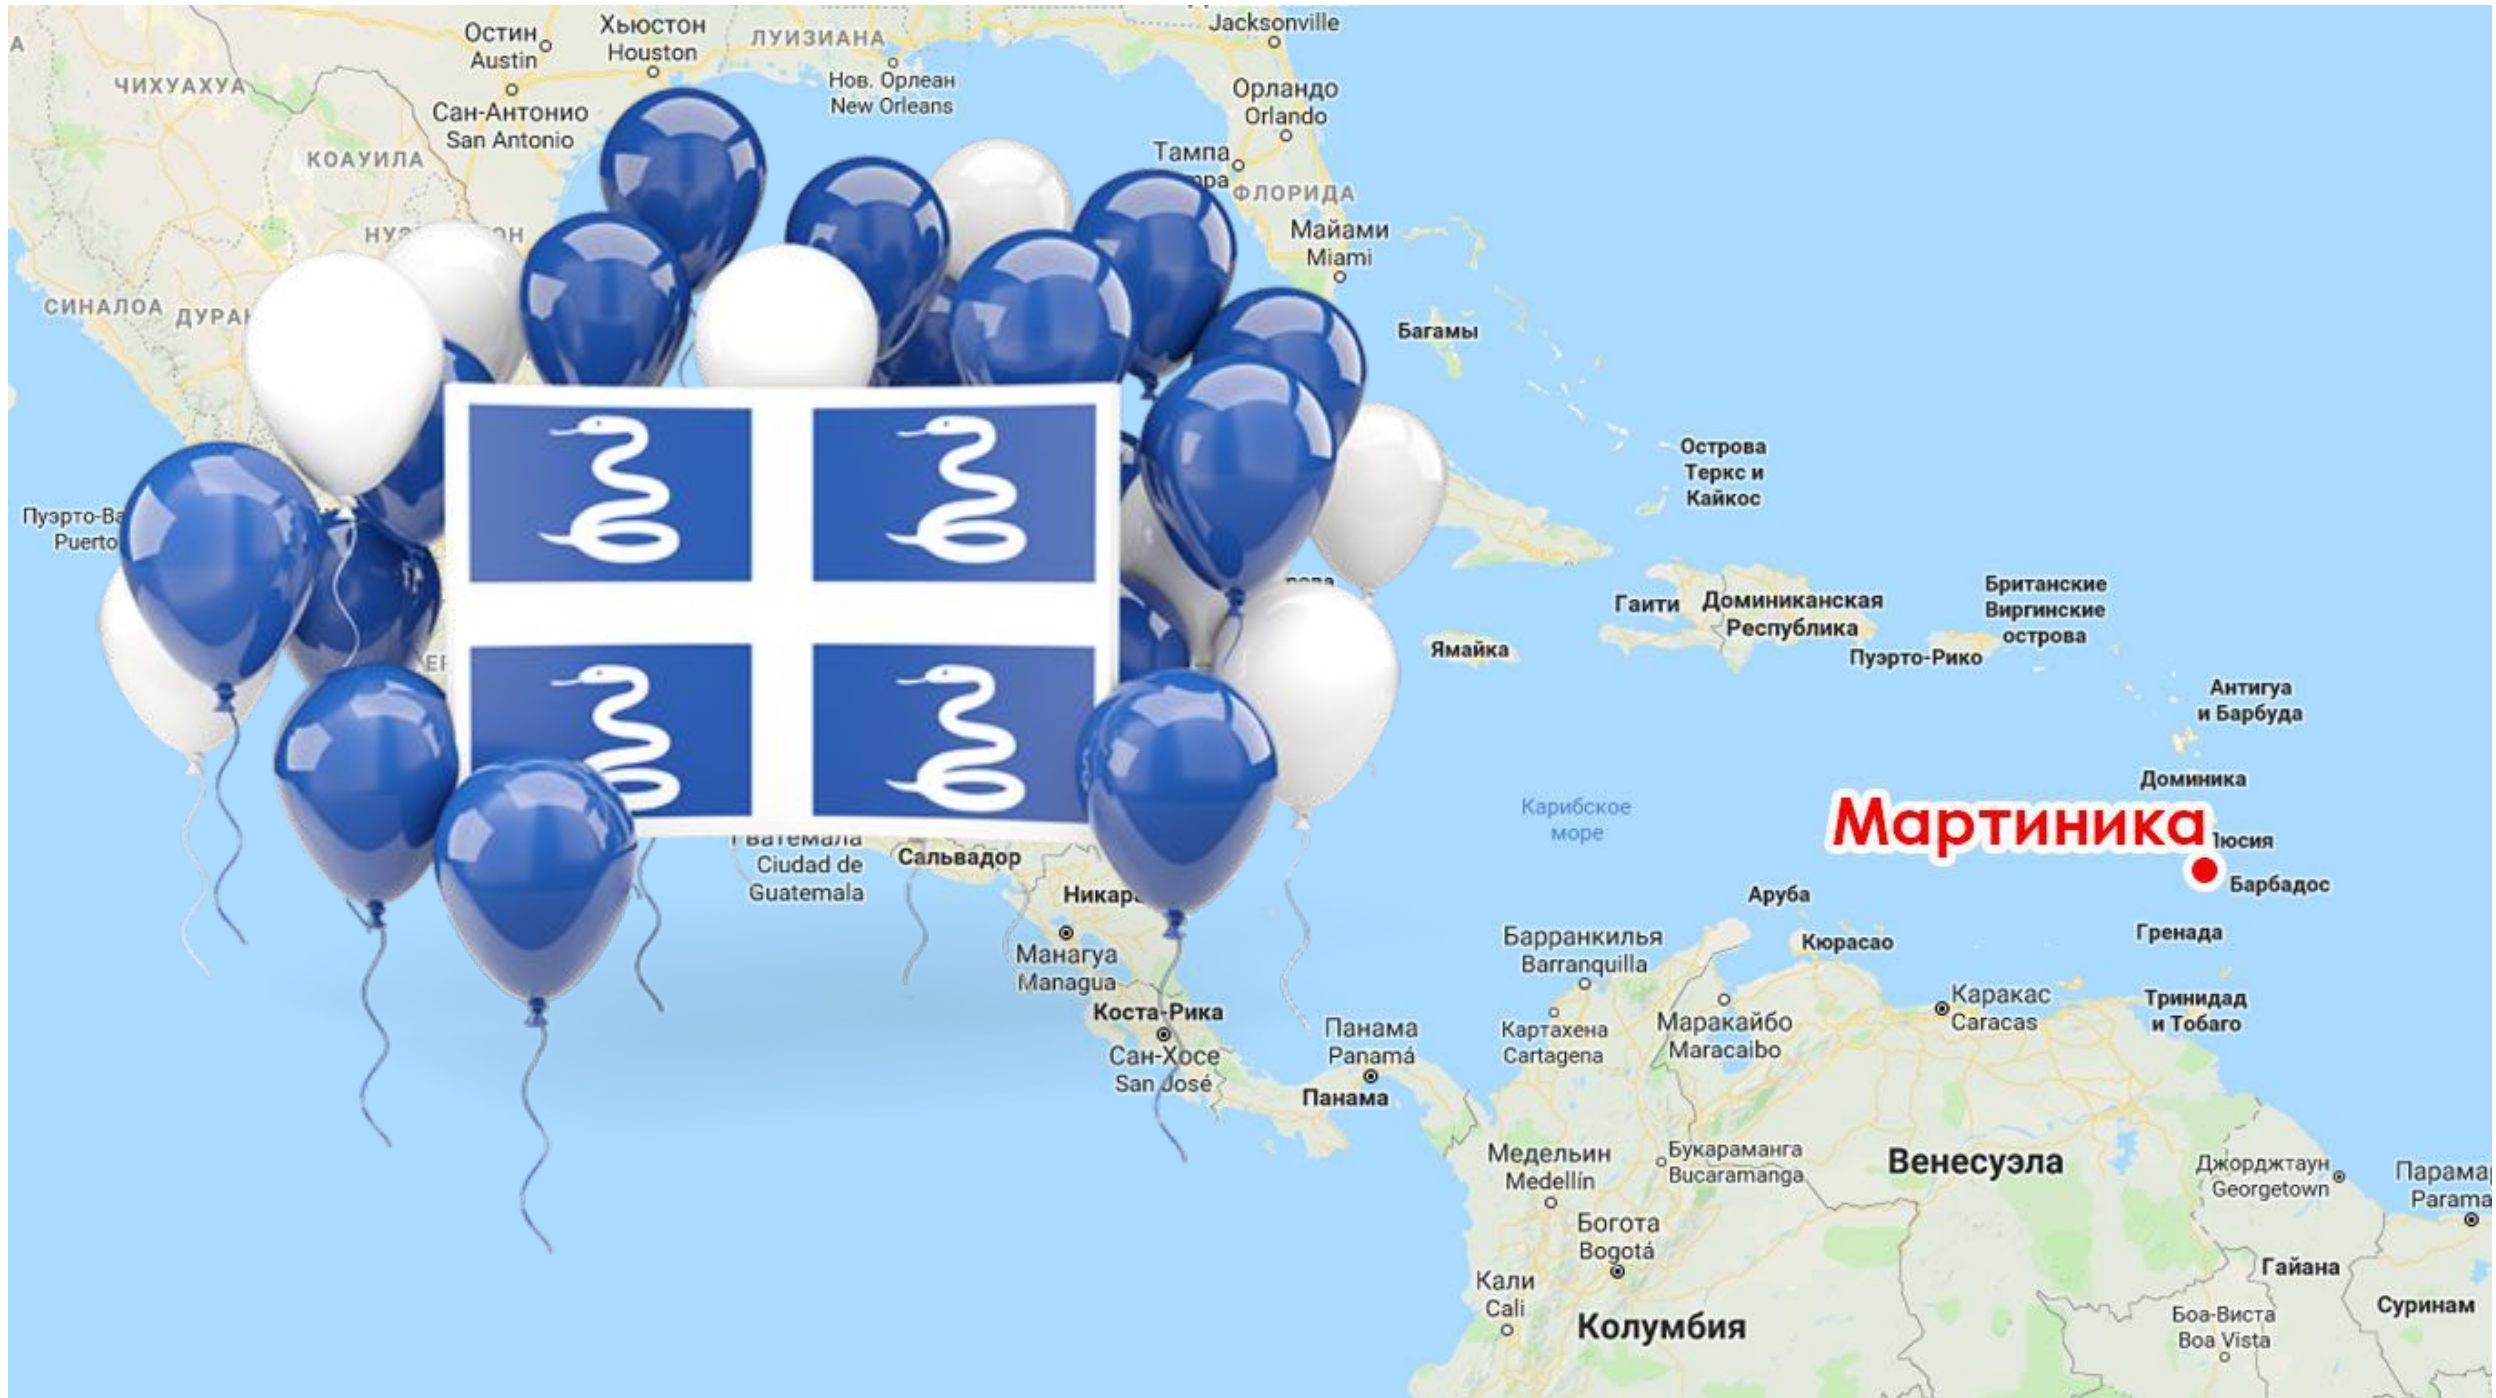 Остин
Austin
Хьюстон
Houston
ЛУИЗИАНА
Jacksonville
ЧИХУАХУА
Нов. Орлеан
New Orleans
Орландо
Orlando
Сан-Антонио
San Antonio
КОАУИЛА
Тампа
ФЛОРИДА
Майами
Miami
СИНАЛОА
Багамы
Острова
Теркс и
Кайкос
Гаити
Доминиканская
Республика
Британские
Виргинские
острова
Ямайка
Пуэрто-Рико
Антигуа
и Барбуда
Доминика
Карибское
море
Мартиника
Барбадос
Гватемала
Ciudad de
Guatemala
Сальвадор
Аруба
Гренада
Барранкилья
Barranquilla
Кюрасао
Манагуа
Managua
Каракас
Caracas
Тринидад
и Тобаго
Коста-Рика
Сан-Хосе
San José
Панама
Panamá
Панама
Картахена
Cartagena
Маракайбо
Maracaibo
Медельин
Medellín
Букараманга
Bucaramanga
Венесуэла
Джорджтаун
Georgetown
Богота
Bogotá
Кали
Cali
Колумбия
Гайана
Суринам
Боа-Виста
Boa Vista